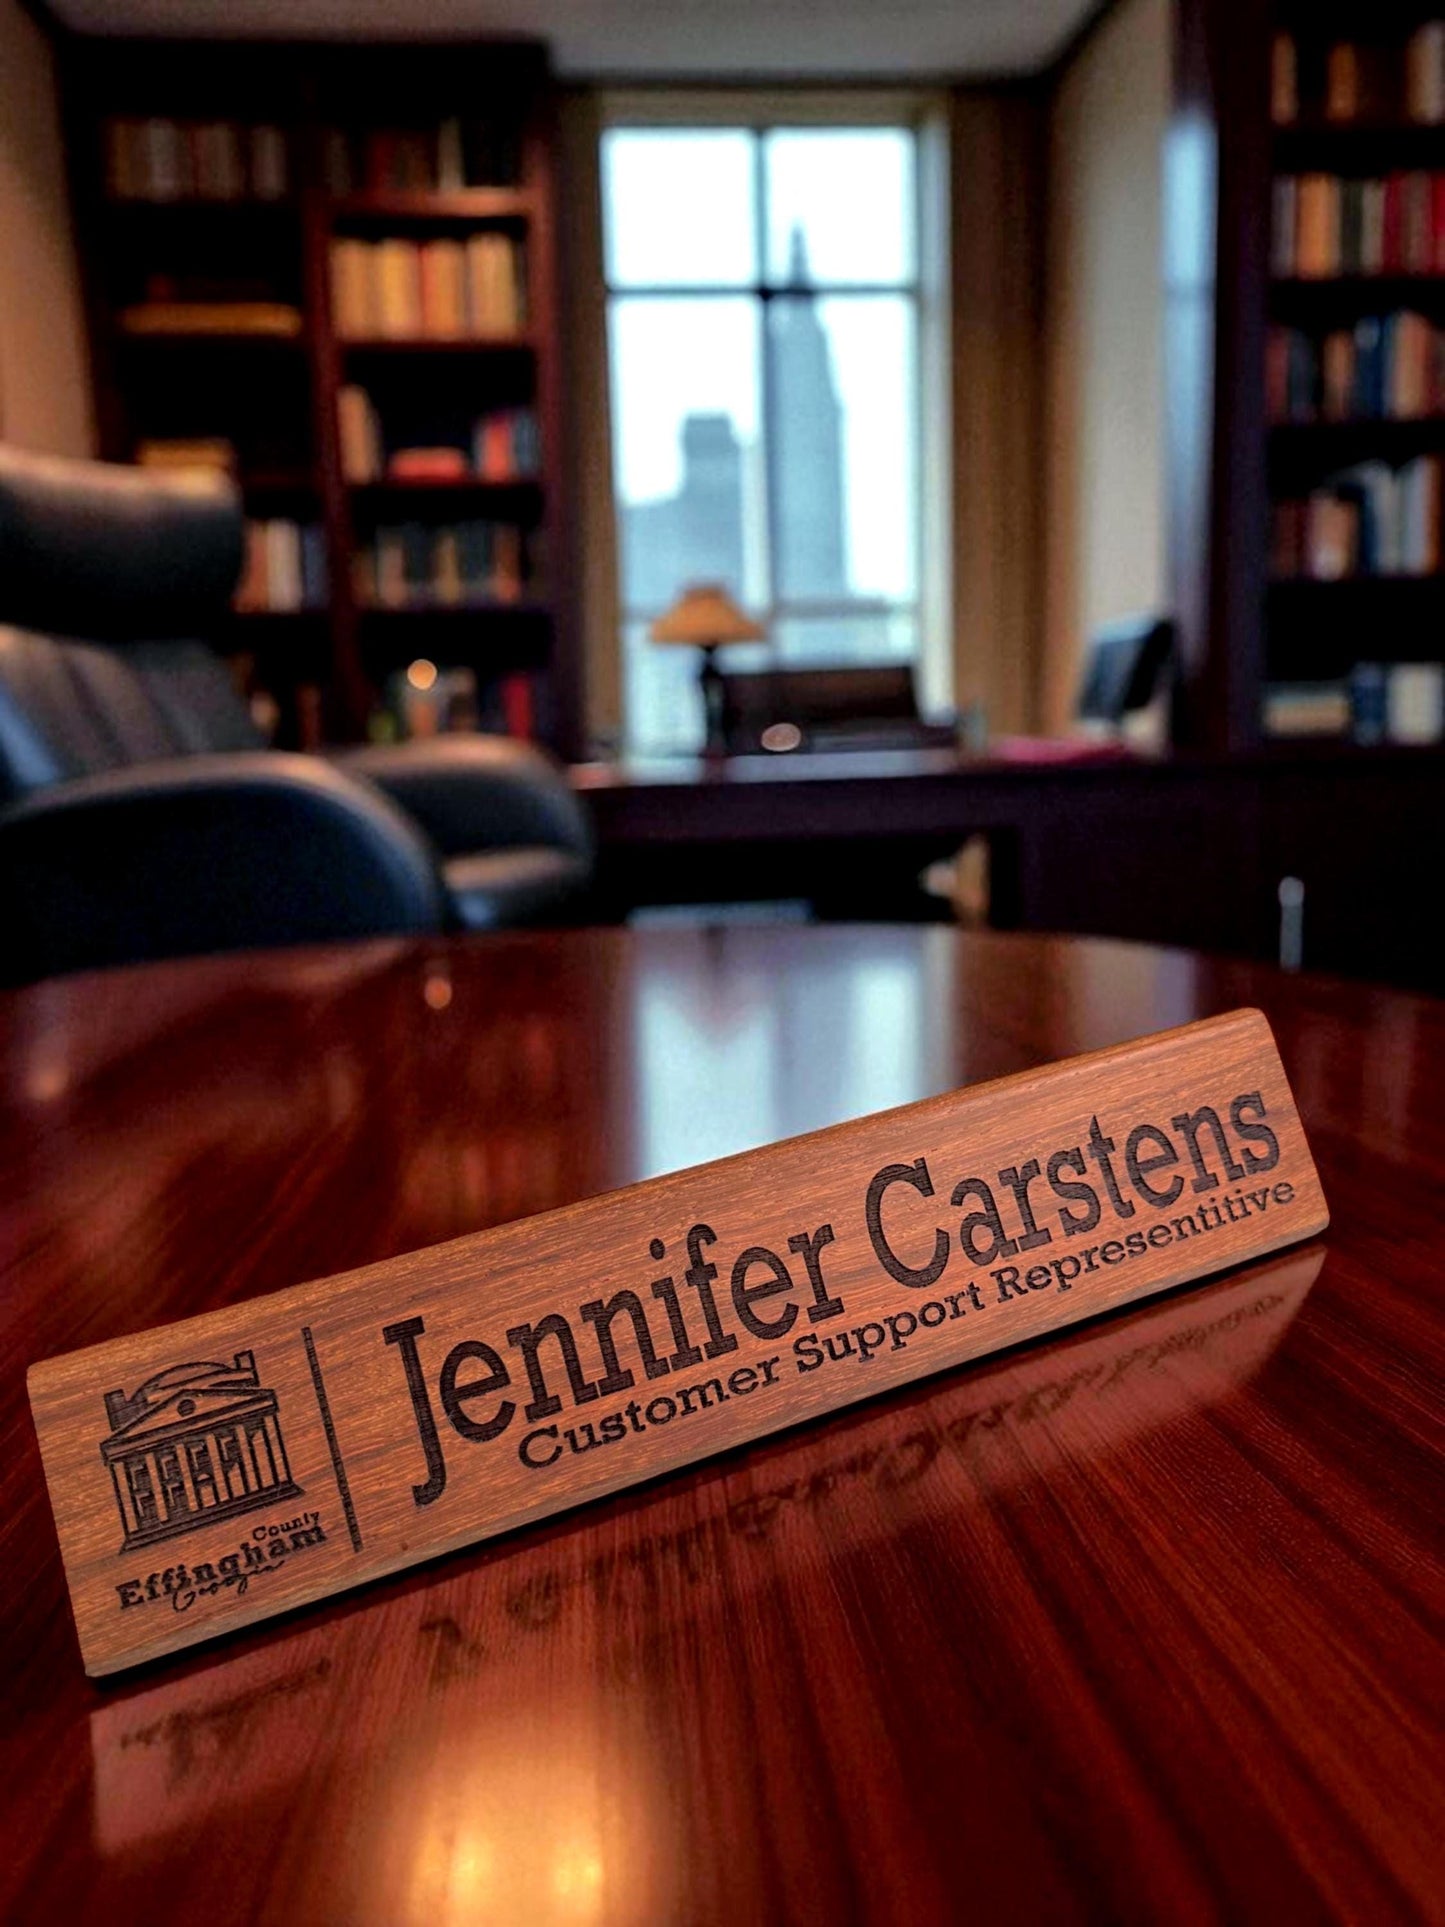 County
Effingham
Georgia
Jennifer Carstens
Customer Support Representitive